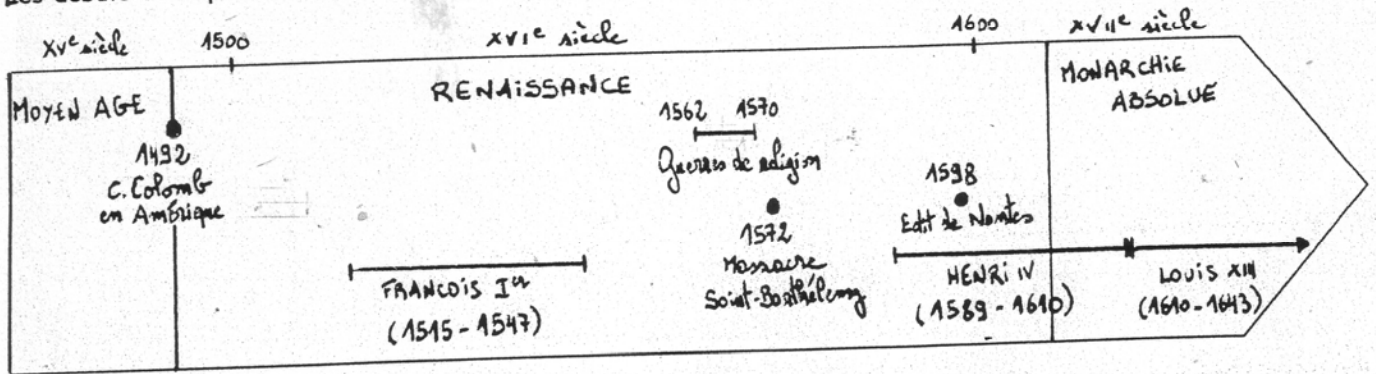 XVe siècle
1500
XVIe siècle
1600
XVIIe siècle
MOYEN AGE
RENAISSANCE
MONARCHIE
ABSOLUE
1492
C. Colomb
en Amérique
1562 1570
Guerres de religion
1572
Massacre
Saint-Barthélemy
1598
Edit de Nantes
FRANCOIS Ier
(1515-1547)
HENRI IV
(1589-1610)
LOUIS XIII
(1610-1643)